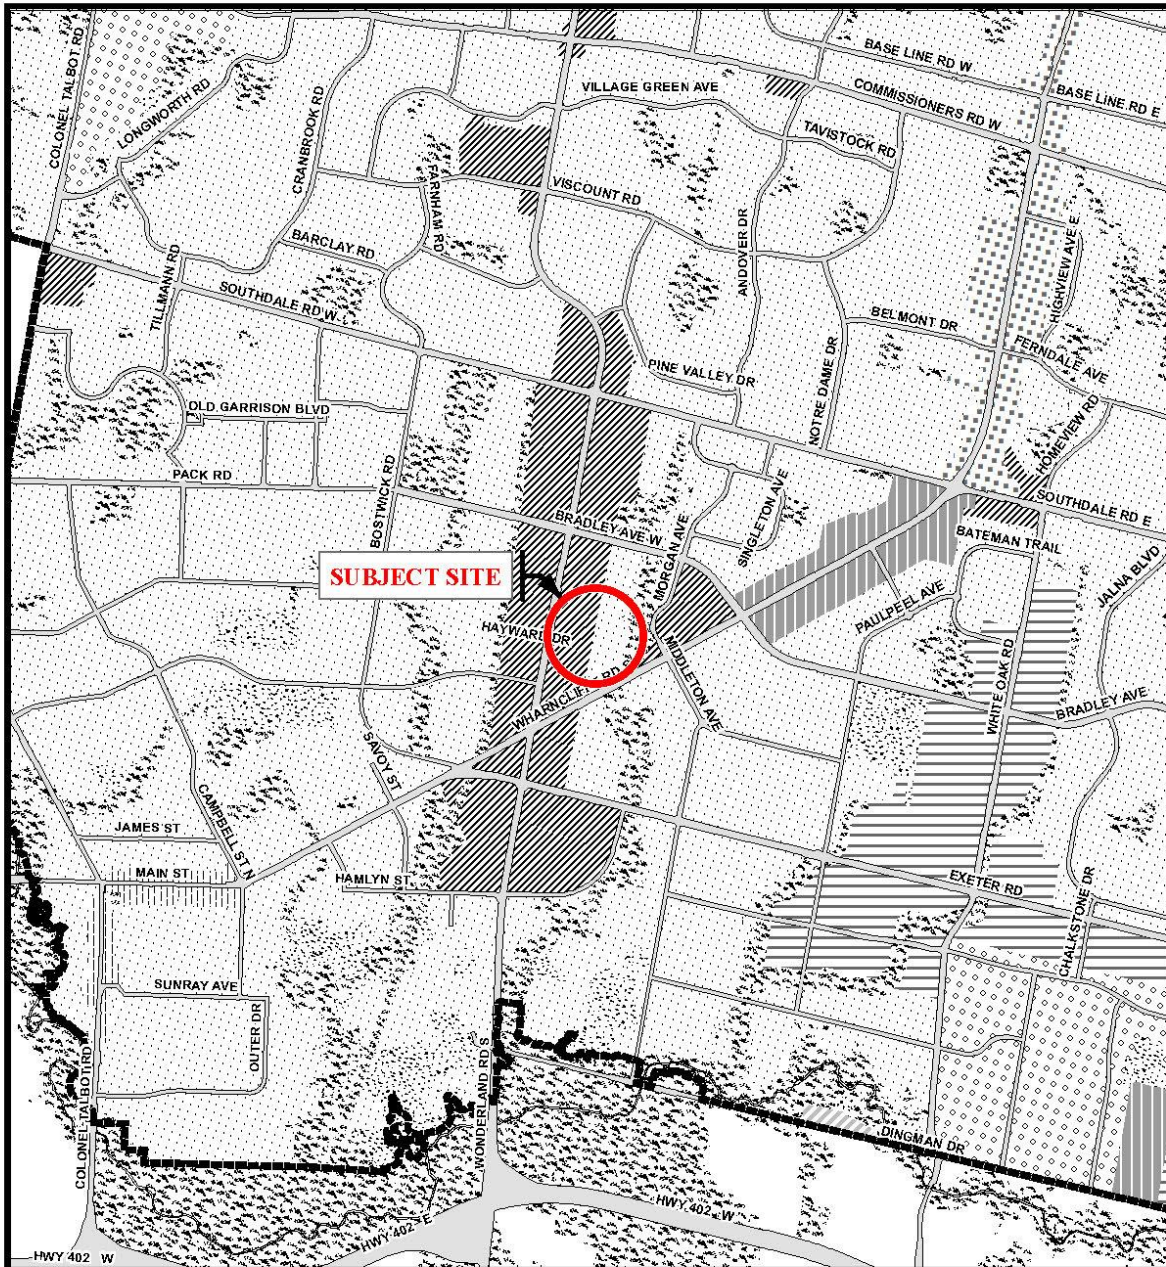 COLONEL TALBOT RD
LONGWORTH RD
CRANBROOK RD
FARNHAM RD
VILLAGE GREEN AVE
BASE LINE RD W
BASE LINE RD E
COMMISSIONERS RD W
TAVISTOCK RD
VISCOUNT RD
ANDOVER DR
HIGHVIEW AVE E
BARCLAY RD
TILLMANN RD
SOUTHDALE RD W
BELMONT DR
FERNDALE AVE
PINE VALLEY DR
NOTRE DAME DR
OLD GARRISON BLVD
HOMEVIEW RD
PACK RD
BOSTWICK RD
SOUTHDALE RD E
BRADLEY AVE W
SINGLETON AVE
MORGAN AVE
BATEMAN TRAIL
JALNA BLVD
SUBJECT SITE
PAULPEEL AVE
HAYWARD DR
MIDDLETON AVE
WHITE OAK RD
WHARNCLIFFE RD S
BRADLEY AVE
SAVOY ST
CAMPBELL ST N
JAMES ST
MAIN ST
HAMLYN ST
EXETER RD
CHALKSTONE DR
SUNRAY AVE
OUTER DR
COLONEL TALBOT RD
WONDERLAND RD S
DINGMAN DR
HWY 402 W
HWY 402 E
HWY 402 W